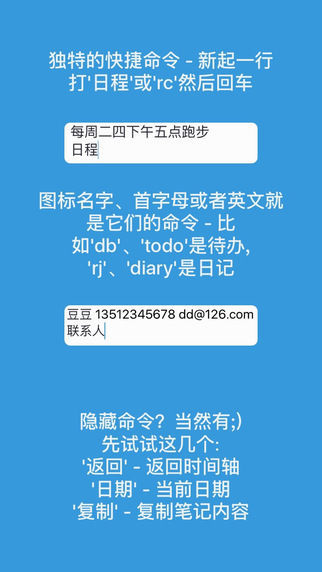 独特的快捷命令 - 新起一行
打'日程'或'rc'然后回车
每周二四下午五点跑步
日程
图标名字、首字母或者英文就
是它们的命令 - 比
如'db'、'todo'是待办,
'rj'、'diary'是日记
豆豆 13512345678 dd@126.com
联系人
隐藏命令？当然有;)
先试试这几个:
'返回' - 返回时间轴
'日期' - 当前日期
'复制' - 复制笔记内容